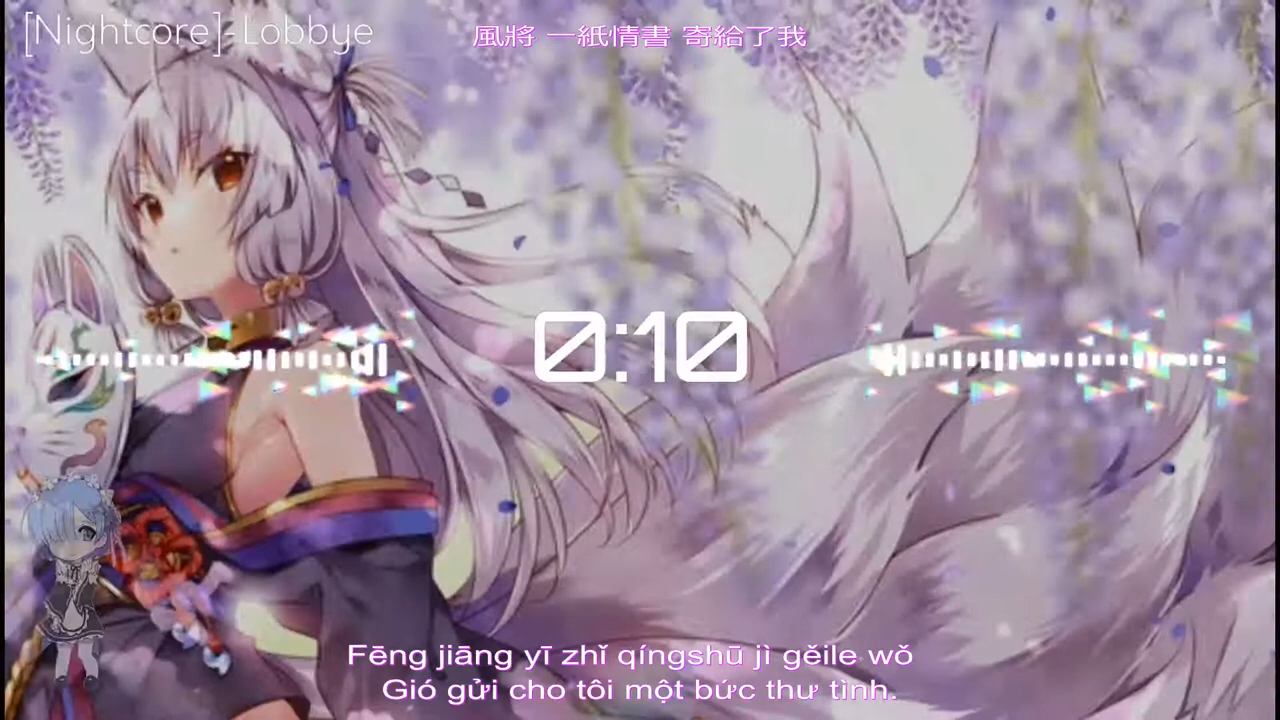 [Nightcore]-Lobbye
風將 一紙情書 寄給了我
0:10
Fēng jiāng yī zhǐ qíngshū jì gěile wǒ
Gió gửi cho tôi một bức thư tình.